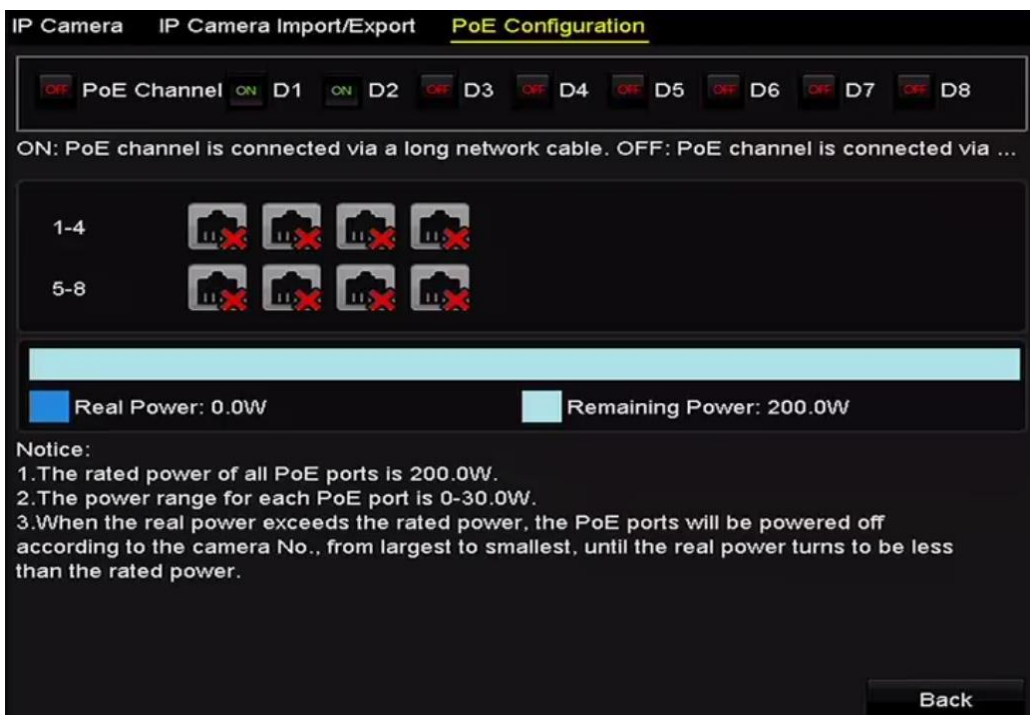 IP Camera IP Camera Import/Export PoE Configuration
OFF PoE Channel ON D1 ON D2 OFF D3 OFF D4 OFF D5 OFF D6 OFF D7 OFF D8
ON: PoE channel is connected via a long network cable. OFF: PoE channel is connected via ...
1-4
5-8
Real Power: 0.0W Remaining Power: 200.0W
Notice:
1.The rated power of all PoE ports is 200.0W.
2.The power range for each PoE port is 0-30.0W.
3.When the real power exceeds the rated power, the PoE ports will be powered off
according to the camera No., from largest to smallest, until the real power turns to be less
than the rated power.
Back